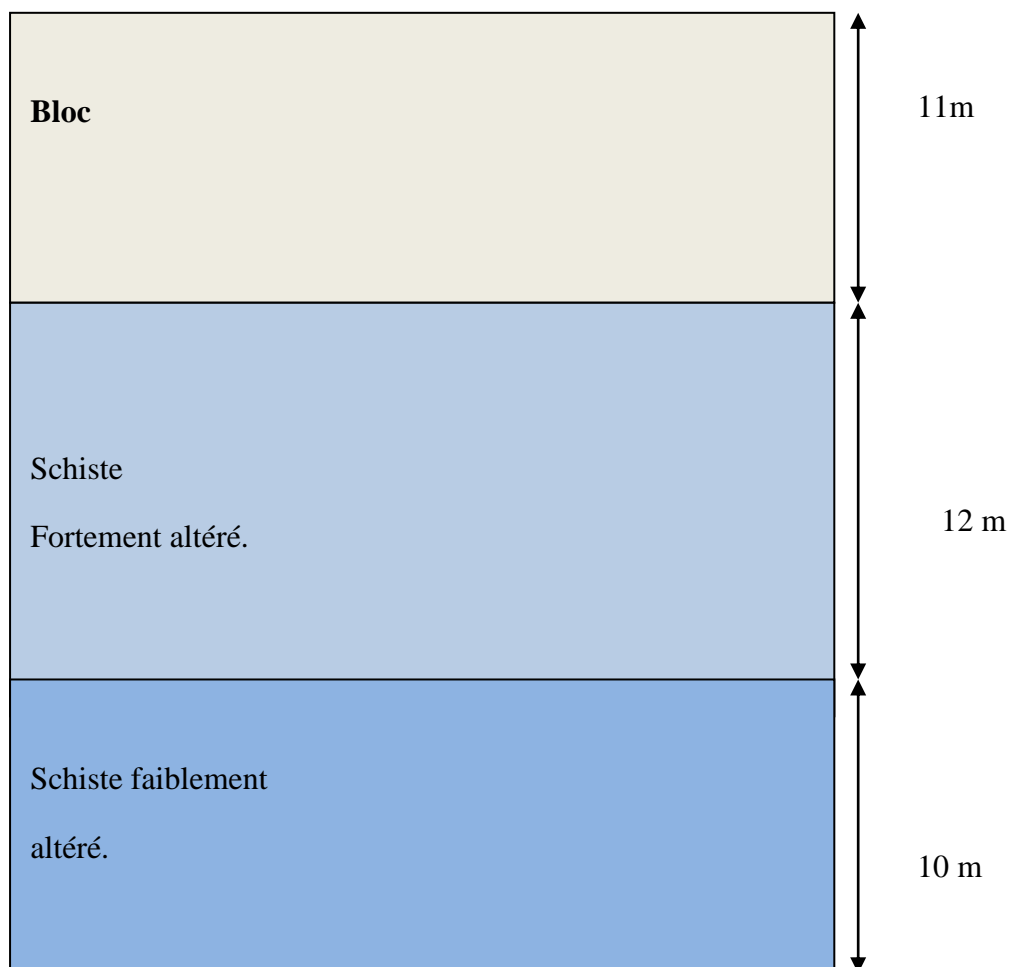 Bloc
11m
Schiste
Fortement altéré.
12 m
Schiste faiblement
altéré.
10 m